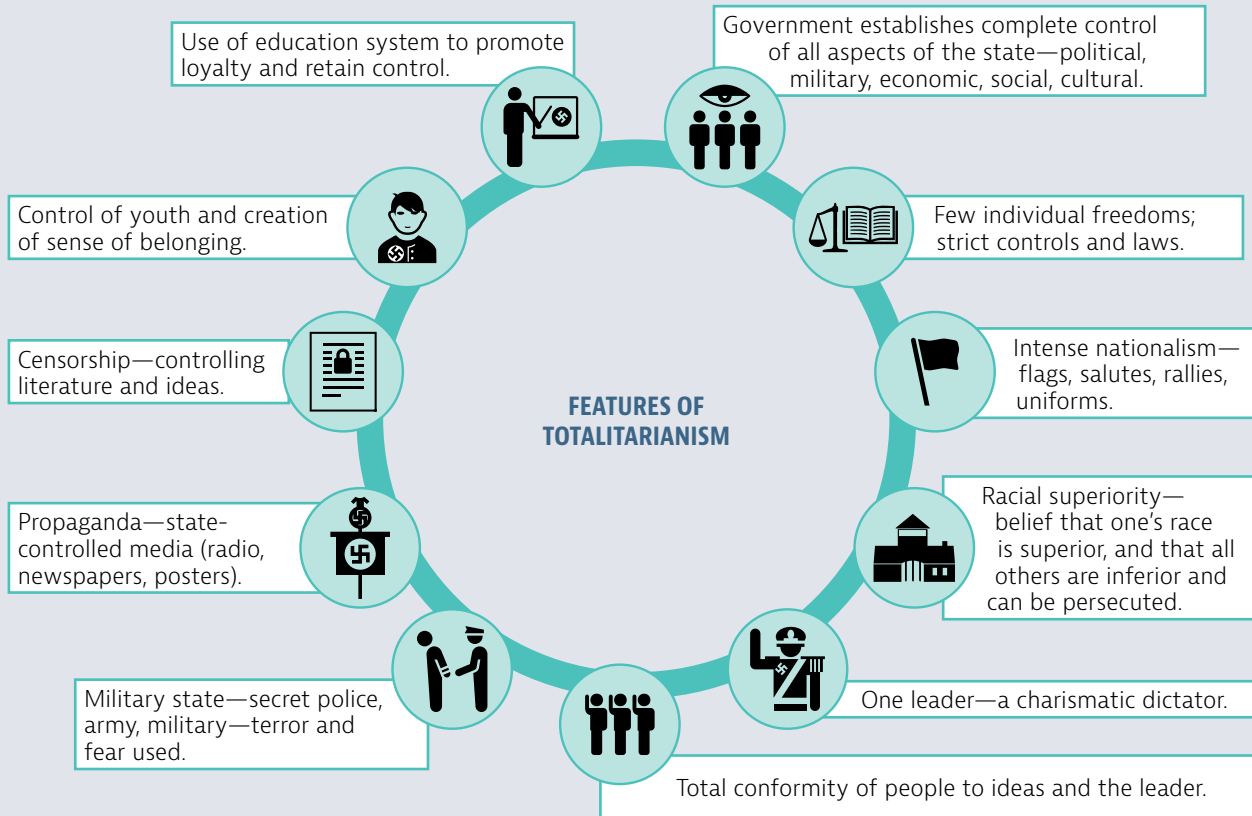 FEATURES OF
TOTALITARIANISM
Government establishes complete control
of all aspects of the state—political,
military, economic, social, cultural.
Few individual freedoms;
strict controls and laws.
Intense nationalism—
flags, salutes, rallies,
uniforms.
Racial superiority—
belief that one's race
is superior, and that all
others are inferior and
can be persecuted.
One leader—a charismatic dictator.
Total conformity of people to ideas and the leader.
Military state—secret police,
army, military—terror and
fear used.
Propaganda—state-
controlled media (radio,
newspapers, posters).
Censorship—controlling
literature and ideas.
Control of youth and creation
of sense of belonging.
Use of education system to promote
loyalty and retain control.